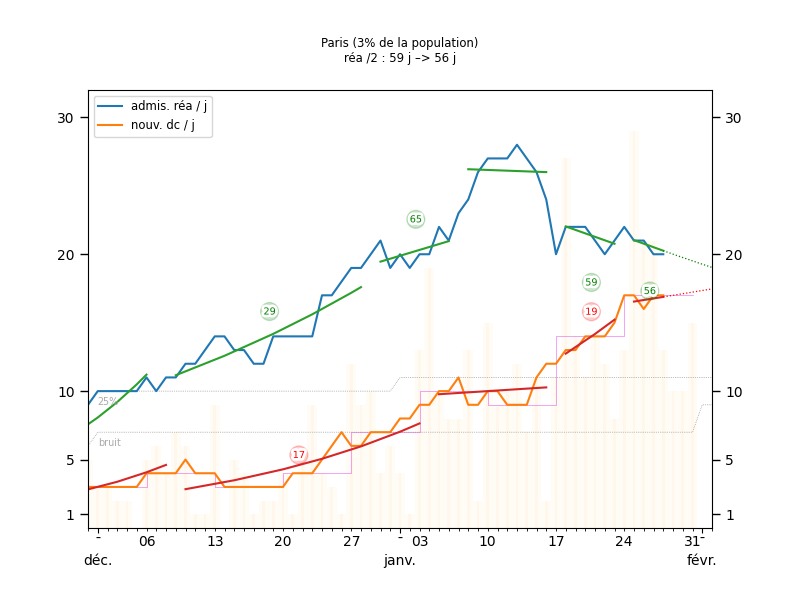 Paris (3% de la population)
réa /2 : 59 j –> 56 j
admis. réa / j
nouv. dc / j
30
30
65
20
20
59
56
29
19
10
10
25%
bruit
17
5
5
1
1
- 06 13 20 27 - 03 10 17 24 31-
déc. janv. févr.